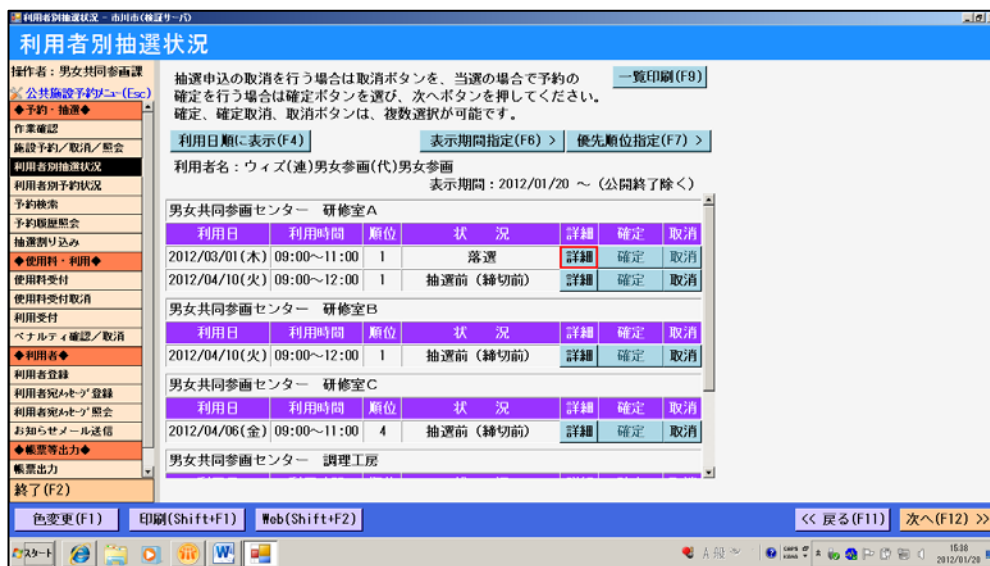 利用者別抽選状況 - 市川市(検証サーバ)
利用者別抽選状況
操作者：男女共同参画課
公共施設予約ﾒﾆｭｰ(Esc)
◆予約・抽選◆
作業確認
施設予約／取消／照会
利用者別抽選状況
利用者別予約状況
予約検索
予約履歴照会
抽選割り込み
◆使用料・利用◆
使用料受付
使用料受付取消
利用受付
ペナルティ確認／取消
◆利用者◆
利用者登録
利用者宛ﾒｯｾｰｼﾞ登録
利用者宛ﾒｯｾｰｼﾞ照会
お知らせメール送信
◆帳票等出力◆
帳票出力
終了(F2)
抽選申込の取消を行う場合は取消ボタンを、当選の場合で予約の
確定を行う場合は確定ボタンを選び、次へボタンを押してください。
確定、確定取消、取消ボタンは、複数選択が可能です。
一覧印刷(F9)
利用日順に表示(F4) 表示期間指定(F6) > 優先順位指定(F7) >
利用者名：ウィズ(連)男女参画(代)男女参画
表示期間：2012/01/20 ～（公開終了除く）
男女共同参画センター 研修室A
利用日 利用時間 順位 状 況 詳細 確定 取消
2012/03/01(木) 09:00～11:00 1 落選 詳細 確定 取消
2012/04/10(火) 09:00～12:00 1 抽選前（締切前） 詳細 確定 取消
男女共同参画センター 研修室B
利用日 利用時間 順位 状 況 詳細 確定 取消
2012/04/10(火) 09:00～12:00 1 抽選前（締切前） 詳細 確定 取消
男女共同参画センター 研修室C
利用日 利用時間 順位 状 況 詳細 確定 取消
2012/04/06(金) 09:00～11:00 4 抽選前（締切前） 詳細 確定 取消
男女共同参画センター 調理工房
色変更(F1) 印刷(Shift+F1) Web(Shift+F2) << 戻る(F11) 次へ(F12) >>
スタート A 般 CAPS KANA 15:38
2012/01/20